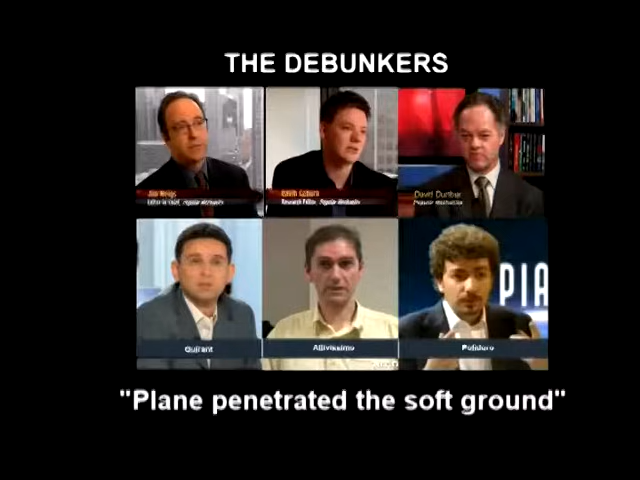 THE DEBUNKERS
Jim Meigs
Editor in Chief, Popular Mechanics
Davin Coburn
Research Editor, Popular Mechanics
David Dunbar
Popular Mechanics
PIA
Quirant
Attivissimo
Polidoro
"Plane penetrated the soft ground"